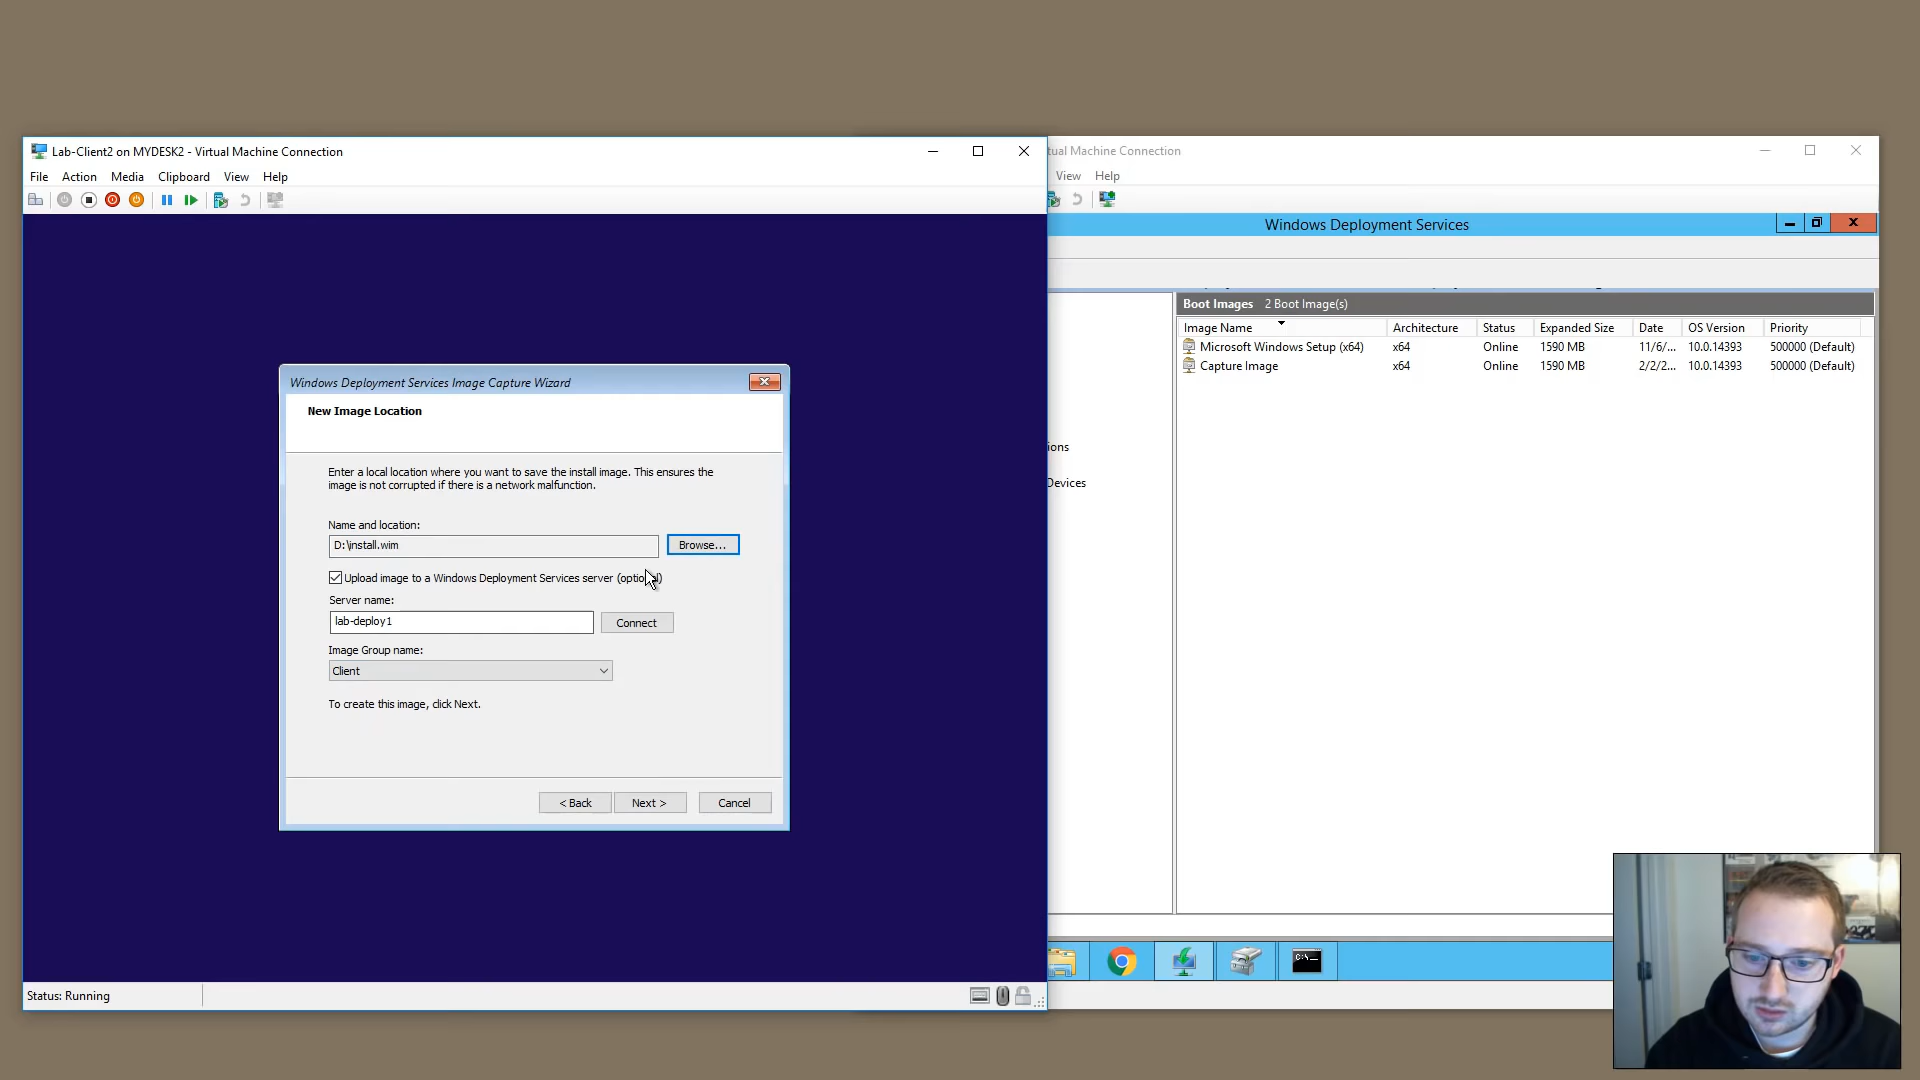 Lab-Client2 on MYDESK2 - Virtual Machine Connection
File Action Media Clipboard View Help
Windows Deployment Services Image Capture Wizard
New Image Location
Enter a local location where you want to save the install image. This ensures the
image is not corrupted if there is a network malfunction.
Name and location:
D:\install.wim
Browse...
Upload image to a Windows Deployment Services server (optional)
Server name:
lab-deploy1
Connect
Image Group name:
Client
To create this image, click Next.
< Back
Next >
Cancel
Status: Running
tual Machine Connection
View Help
Windows Deployment Services
ions
Devices
Boot Images 2 Boot Image(s)
Image Name Architecture Status Expanded Size Date OS Version Priority
Microsoft Windows Setup (x64) x64 Online 1590 MB 11/6/... 10.0.14393 500000 (Default)
Capture Image x64 Online 1590 MB 2/2/2... 10.0.14393 500000 (Default)